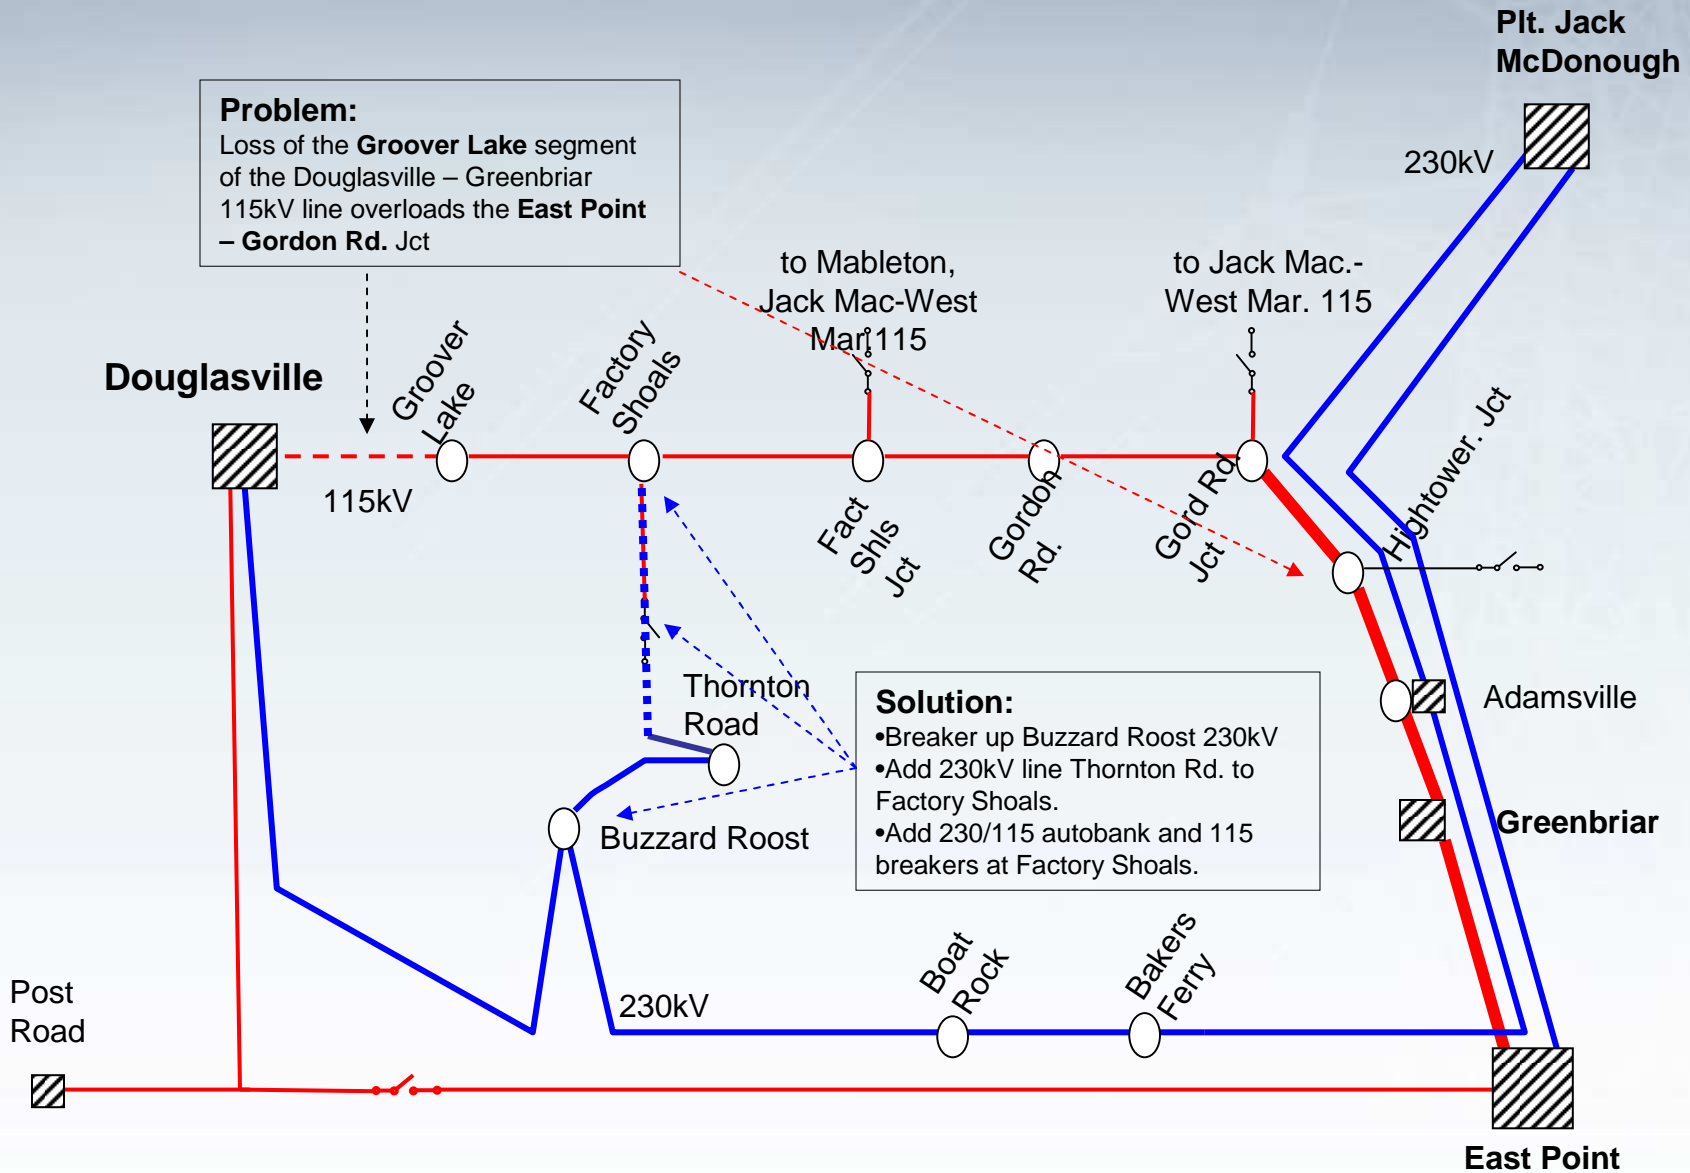 Plt. Jack
McDonough
Problem:
Loss of the Groover Lake segment
of the Douglasville – Greenbriar
115kV line overloads the East Point
– Gordon Rd. Jct
230kV
to Mableton,
Jack Mac-West
Mar.115
to Jack Mac.-
West Mar. 115
Douglasville
Groover
Lake
Factory
Shoals
115kV
Fact
Shls
Jct
Gordon
Rd.
Gord Rd.
Jct
Hightower. Jct
Thornton
Road
Solution:
•Breaker up Buzzard Roost 230kV
•Add 230kV line Thornton Rd. to
Factory Shoals.
•Add 230/115 autobank and 115
breakers at Factory Shoals.
Adamsville
Greenbriar
Buzzard Roost
Boat
Rock
Bakers
Ferry
230kV
Post
Road
East Point